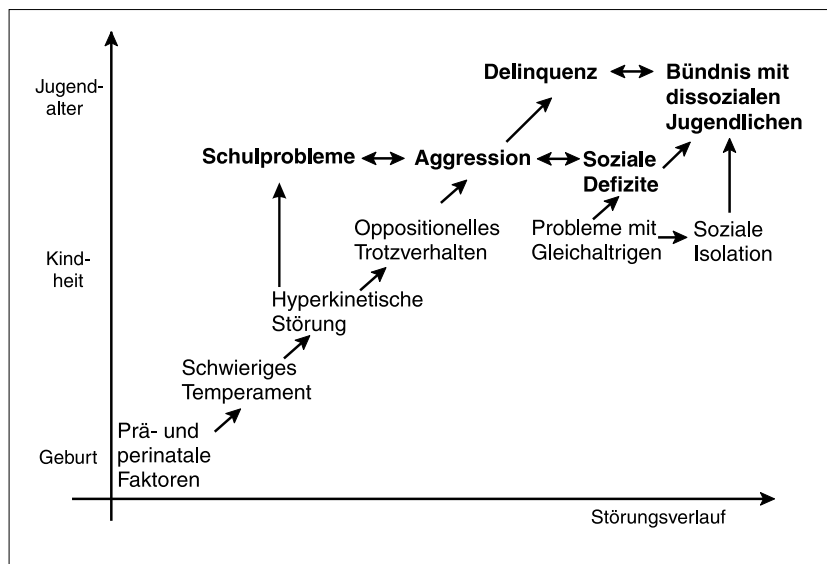 Jugend-
alter
Delinquenz
Bündnis mit
dissozialen
Jugendlichen
Schulprobleme
Aggression
Soziale
Defizite
Kind-
heit
Oppositionelles
Trotzverhalten
Probleme mit
Gleichaltrigen
Soziale
Isolation
Hyperkinetische
Störung
Schwieriges
Temperament
Geburt
Prä- und
perinatale
Faktoren
Störungsverlauf